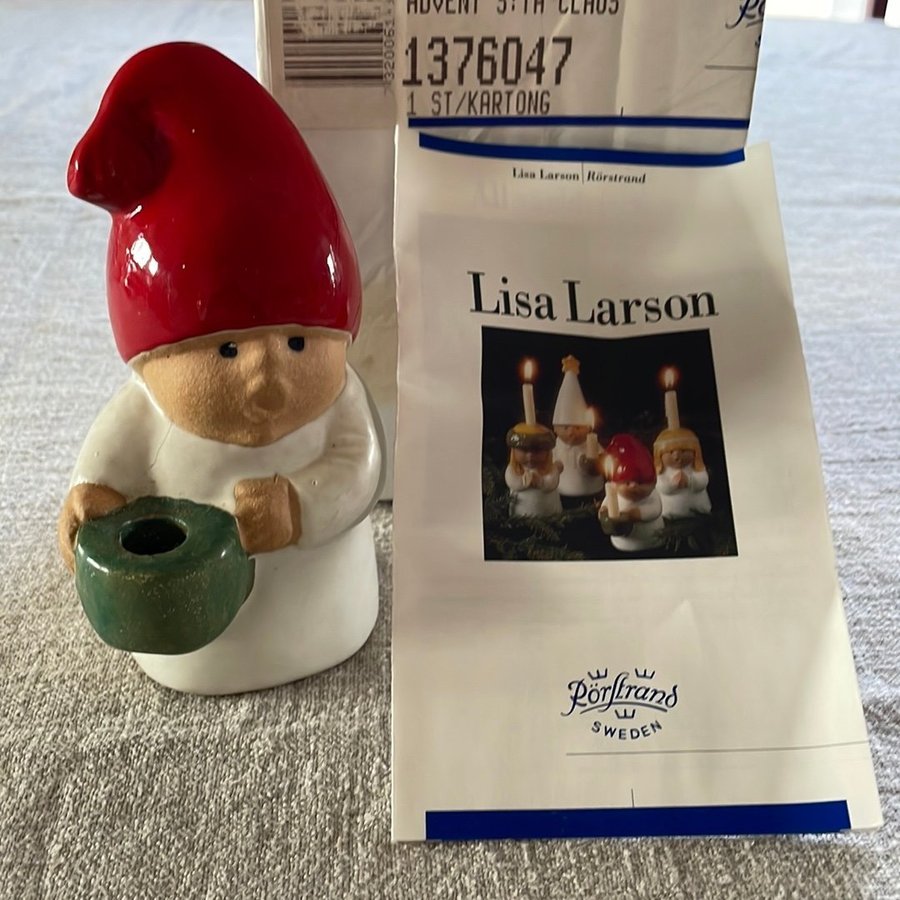 ADVENT S:TA CLAUS
1376047
1 ST/KARTONG
Lisa Larson | Rörstrand
Lisa Larson
Rörstrand
SWEDEN